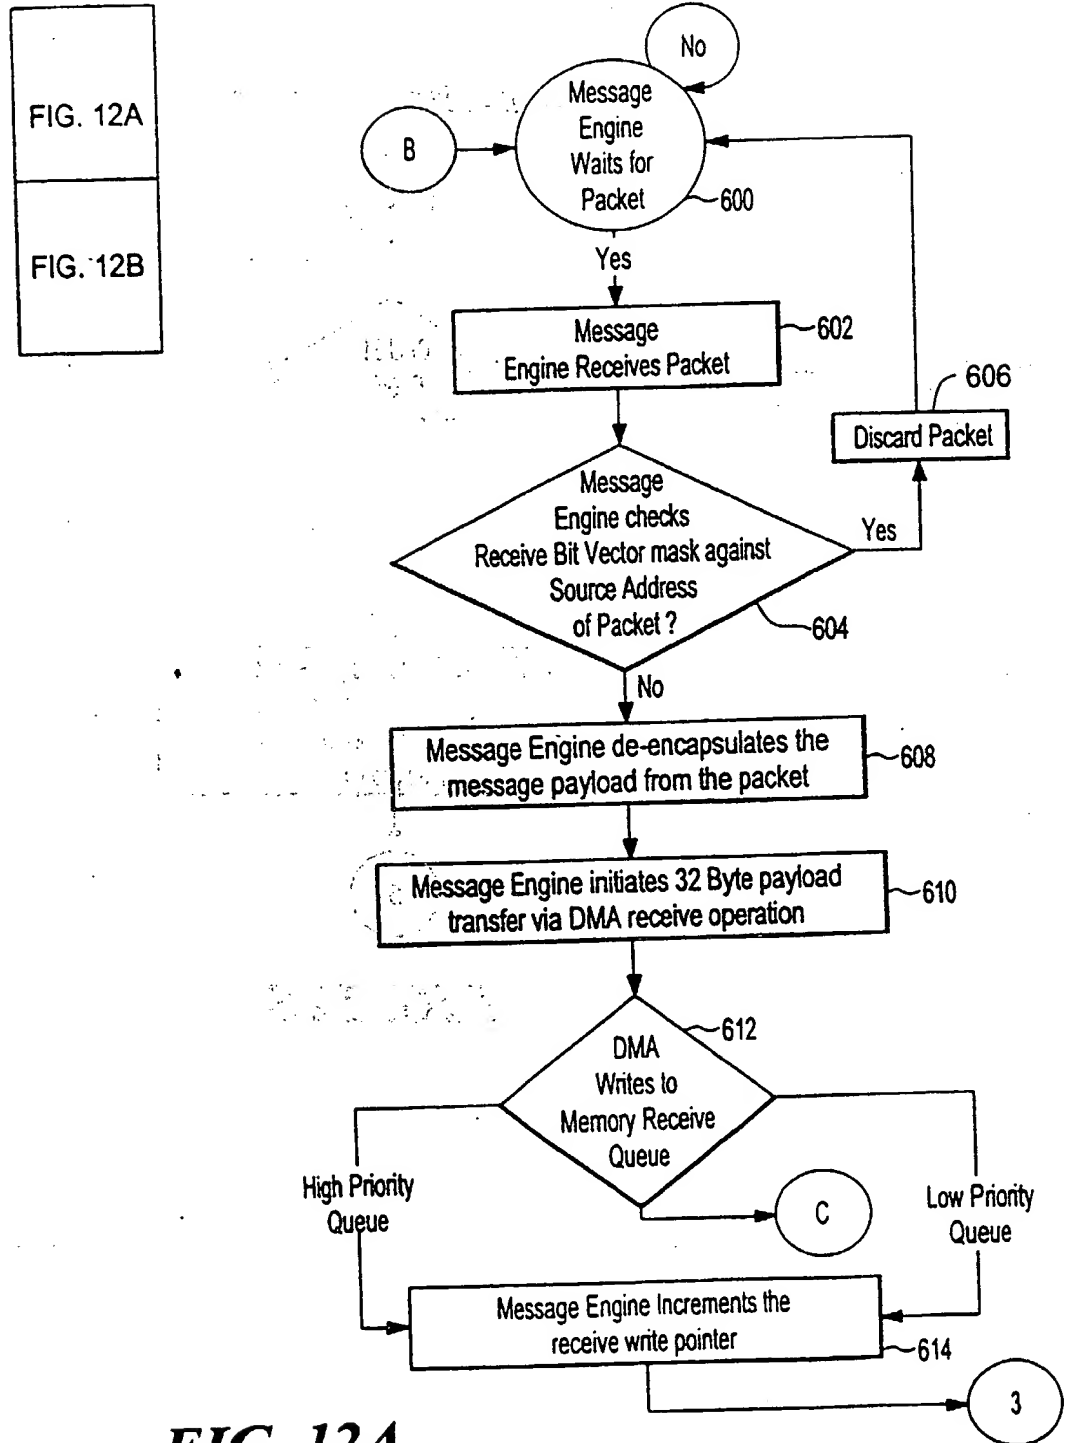 FIG. 12A
FIG. 12B
No
Message
Engine
Waits for
Packet
B
600
Yes
Message
Engine Receives Packet
602
606
Discard Packet
Message
Engine checks
Receive Bit Vector mask against
Source Address
of Packet ?
Yes
604
No
Message Engine de-encapsulates the
message payload from the packet
608
Message Engine initiates 32 Byte payload
transfer via DMA receive operation
610
612
DMA
Writes to
Memory Receive
Queue
High Priority
Queue
C
Low Priority
Queue
Message Engine Increments the
receive write pointer
614
3
FIG. 12A